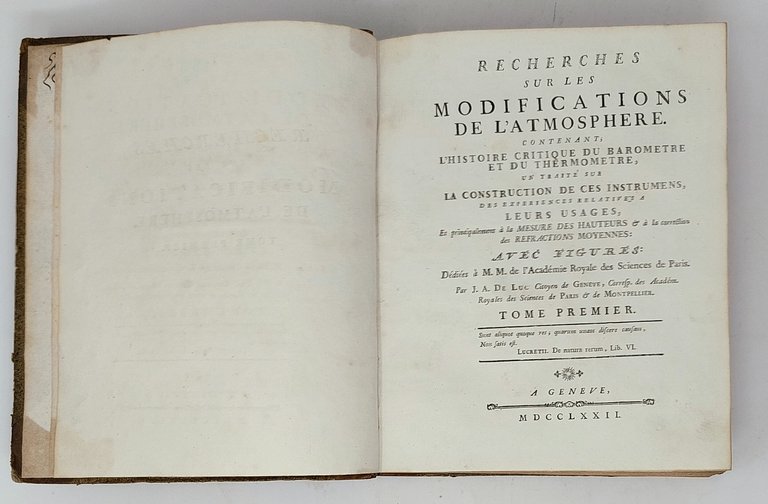 RECHERCHES
SUR LES
MODIFICATIONS
DE L'ATMOSPHERE.
CONTENANT,
L'HISTOIRE CRITIQUE DU BAROMETRE
ET DU THERMOMETRE,
UN TRAITÉ SUR
LA CONSTRUCTION DE CES INSTRUMENS,
DES EXPERIENCES RELATIVES A
LEURS USAGES,
Et principalement à la MESURE DES HAUTEURS & à la correction
des REFRACTIONS MOYENNES:
AVEC FIGURES:
Dédiées à M. M. de l'Académie Royale des Sciences de Paris.
Par J. A. DE LUC Citoyen de GENEVE, Corresp. des Académ.
Royales des Sciences de PARIS & de MONTPELLIER.
TOME PREMIER.
Sunt aliquot quoque res, quarum unam dicere causam,
Non satis est.
LUCRETII. De natura rerum, Lib. VI.
A GENEVE,
MDCCLXXII.